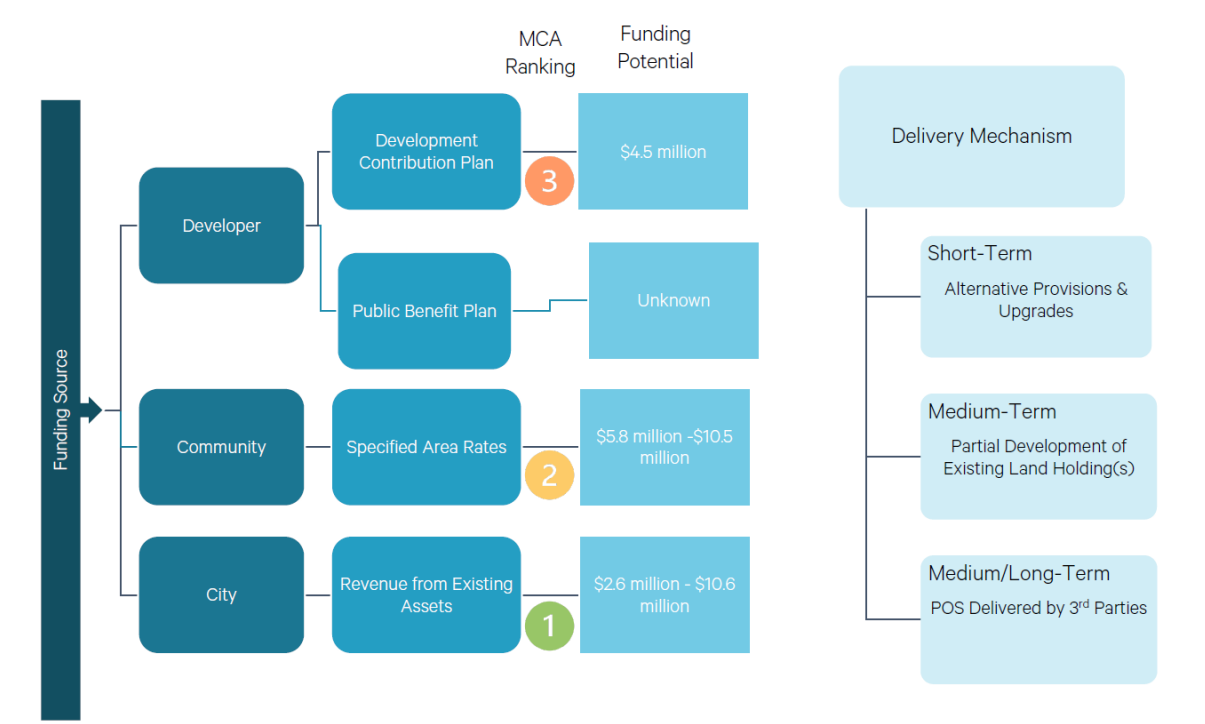 MCA
Ranking
Funding
Potential
Funding Source
Developer
Development
Contribution Plan
3
$4.5 million
Public Benefit Plan
Unknown
Community
Specified Area Rates
2
$5.8 million -$10.5
million
City
Revenue from Existing
Assets
1
$2.6 million - $10.6
million
Delivery Mechanism
Short-Term
Alternative Provisions &
Upgrades
Medium-Term
Partial Development of
Existing Land Holding(s)
Medium/Long-Term
POS Delivered by 3rd Parties